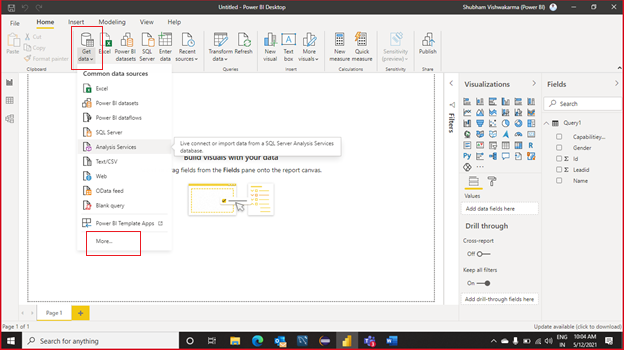 Untitled - Power BI Desktop
Shubham Vishwakarma (Power BI)
File Home Insert Modeling View Help
Paste
Cut
Copy
Format painter
Get data
Excel
Power BI datasets
SQL Server
Enter data
Recent sources
Transform data
Refresh
New visual
Text box
More visuals
New measure
Quick measure
Sensitivity (preview)
Publish
Clipboard
Queries
Insert
Calculations
Sensitivity
Share
Common data sources
Excel
Power BI datasets
Power BI dataflows
SQL Server
Analysis Services
Text/CSV
Web
OData feed
Blank query
Power BI Template Apps
More...
Live connect or import data from a SQL Server Analysis Services
database.
Build visuals with your data
ag fields from the Fields pane onto the report canvas.
Filters
Visualizations
Values
Add data fields here
Drill through
Cross-report
Off
Keep all filters
On
Add drill-through fields here
Fields
Search
Query1
Capabilitiey...
Gender
Σ Id
Σ Leadid
Name
Page 1
Page 1 of 1
Update available (click to download)
Search for anything
ENG
IN
10:04 AM
5/12/2021